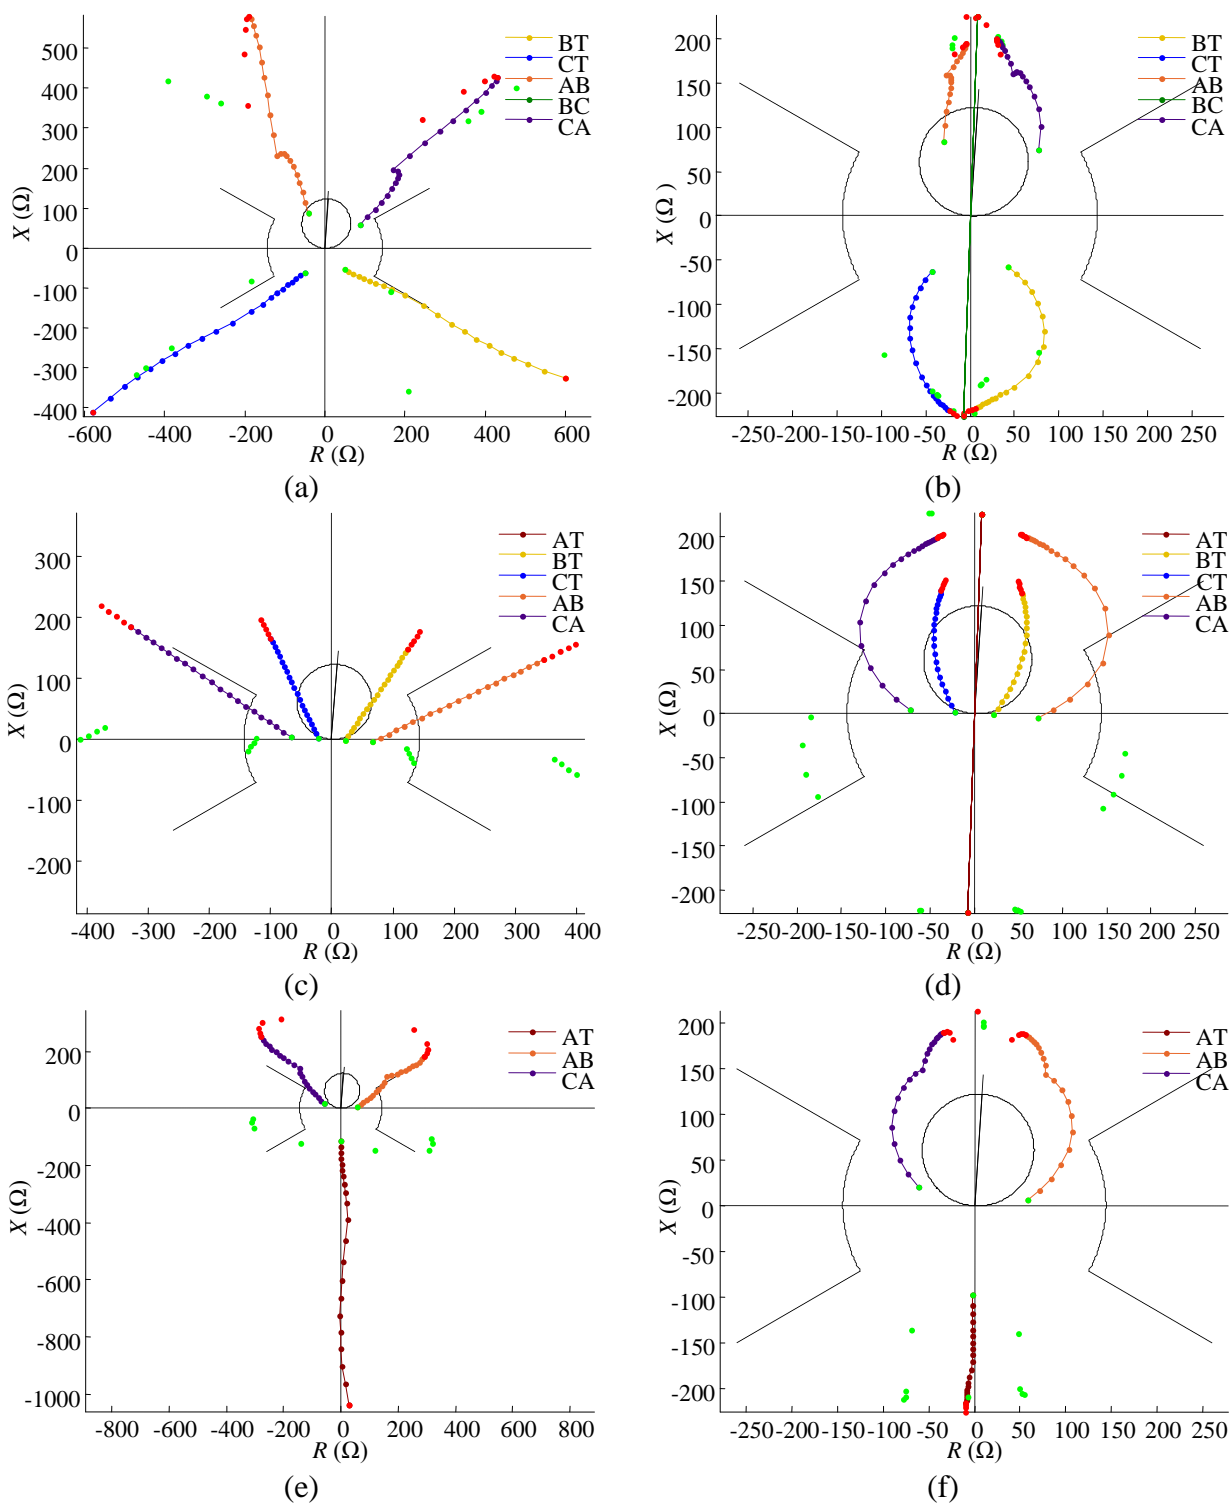 -400 -200 0 200 400
500
400
300
200
100
0
-100
-200
-300
-400
X (Ω)
BT
CT
AB
BC
CA
-600 -400 -200 0 200 400 600
R (Ω)
(a)
200
150
100
50
0
-50
-100
-150
-200
X (Ω)
BT
CT
AB
BC
CA
-250 -200 -150 -100 -50 0 50 100 150 200 250
R (Ω)
(b)
300
200
100
0
-100
-200
X (Ω)
AT
BT
CT
AB
CA
-400 -300 -200 -100 0 100 200 300 400
R (Ω)
(c)
200
150
100
50
0
-50
-100
-150
-200
X (Ω)
AT
BT
CT
AB
CA
-250 -200 -150 -100 -50 0 50 100 150 200 250
R (Ω)
(d)
200
0
-200
-400
-600
-800
-1000
X (Ω)
AT
AB
CA
-800 -600 -400 -200 0 200 400 600 800
R (Ω)
(e)
200
150
100
50
0
-50
-100
-150
-200
X (Ω)
AT
AB
CA
-250 -200 -150 -100 -50 0 50 100 150 200 250
R (Ω)
(f)